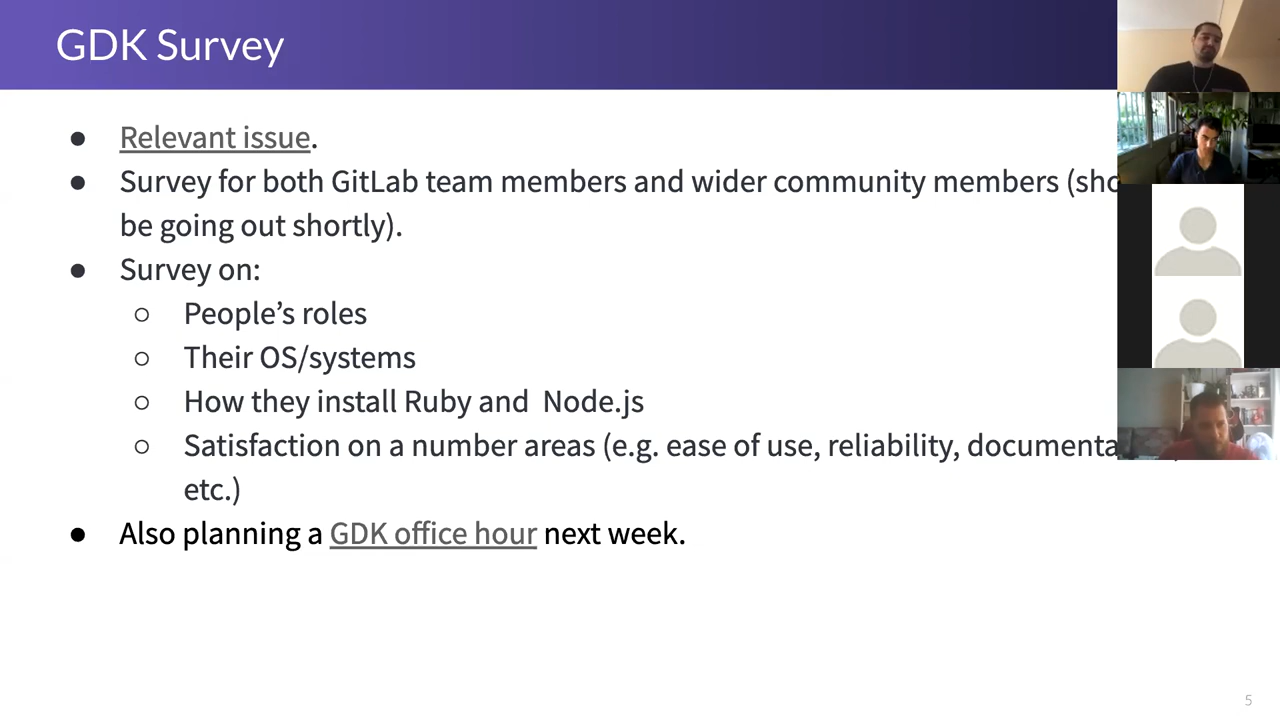 GDK Survey
● Relevant issue.
● Survey for both GitLab team members and wider community members
be going out shortly).
● Survey on:
○ People’s roles
○ Their OS/systems
○ How they install Ruby and  Node.js
○ Satisfaction on a number areas (e.g. ease of use, reliability,
etc.)
● Also planning a GDK office hour next week.
5